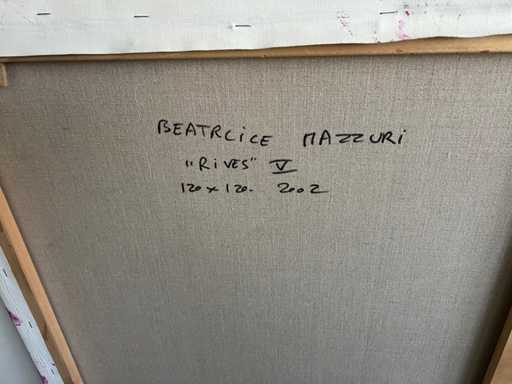 BEATRCiCE MAZZURi
"RiVES" V
120 x 120. 2002